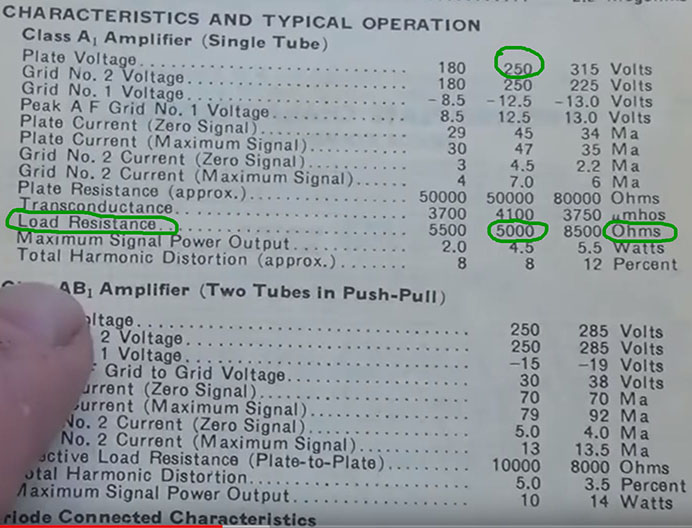 CHARACTERISTICS AND TYPICAL OPERATION
Class A₁ Amplifier (Single Tube)
Plate Voltage 180 250 315 Volts
Grid No. 2 Voltage 180 250 225 Volts
Grid No. 1 Voltage -8.5 -12.5 -13.0 Volts
Peak A F Grid No. 1 Voltage 8.5 12.5 13.0 Volts
Plate Current (Zero Signal) 29 45 34 Ma
Plate Current (Maximum Signal) 30 47 35 Ma
Grid No. 2 Current (Zero Signal) 3 4.5 2.2 Ma
Grid No. 2 Current (Maximum Signal) 4 7.0 6 Ma
Plate Resistance (approx.) 50000 50000 80000 Ohms
Transconductance 3700 4100 3750 µmhos
Load Resistance 5500 5000 8500 Ohms
Maximum Signal Power Output 2.0 4.5 5.5 Watts
Total Harmonic Distortion (approx.) 8 8 12 Percent
AB₁ Amplifier (Two Tubes in Push-Pull)
ltage 250 285 Volts
2 Voltage 250 285 Volts
1 Voltage -15 -19 Volts
F Grid to Grid Voltage 30 38 Volts
urrent (Zero Signal) 70 70 Ma
urrent (Maximum Signal) 79 92 Ma
No. 2 Current (Zero Signal) 5.0 4.0 Ma
No. 2 Current (Maximum Signal) 13 13.5 Ma
ective Load Resistance (Plate-to-Plate) 10000 8000 Ohms
otal Harmonic Distortion 5.0 3.5 Percent
Maximum Signal Power Output 10 14 Watts
riode Connected Characteristics